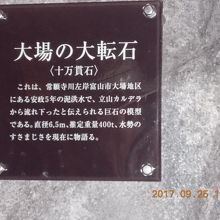 大場の大転石
〈十万貫石〉
これは、常願寺川左岸富山市大場地区
にある安政5年の泥洪水で、立山カルデラ
から流れ下ったと伝えられる巨石の模型
である。直径6,5m、推定重量400t、水勢の
すさまじさを現在に物語る。
2017.09.25